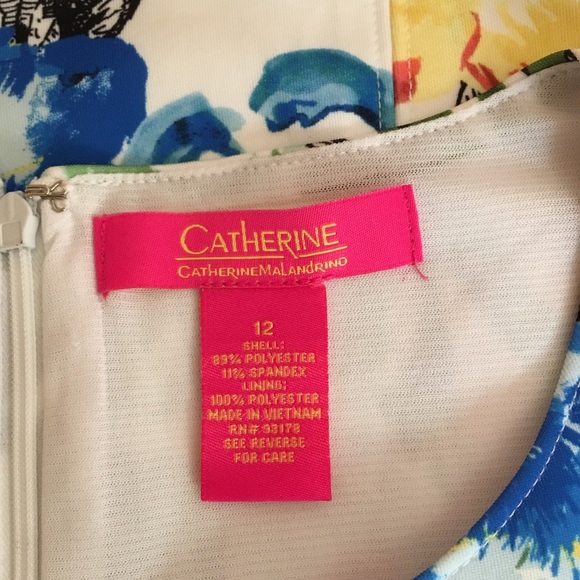 CATHERINE
CATHERINEMALANDRINO
12
SHELL:
89% POLYESTER
11% SPANDEX
LINING:
100% POLYESTER
MADE IN VIETNAM
RN# 93178
SEE REVERSE
FOR CARE